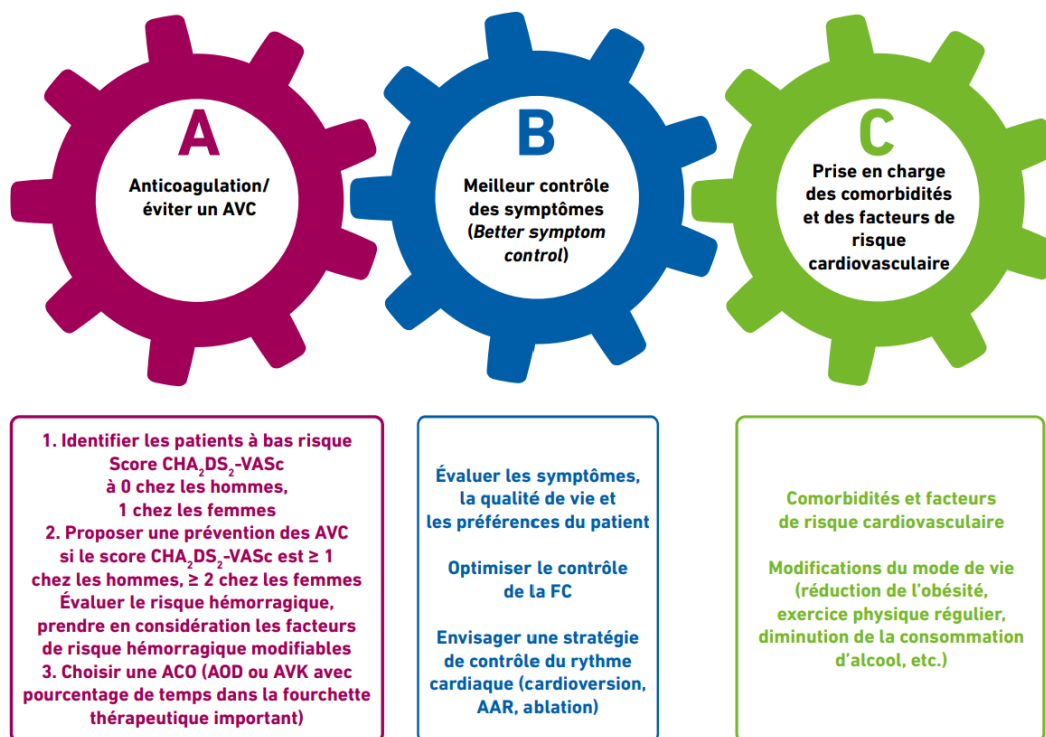 A
Anticoagulation/
éviter un AVC
B
Meilleur contrôle
des symptômes
(Better symptom
control)
C
Prise en charge
des comorbidités
et des facteurs de
risque
cardiovasculaire
1. Identifier les patients à bas risque
Score CHA₂DS₂-VASc
à 0 chez les hommes,
1 chez les femmes
2. Proposer une prévention des AVC
si le score CHA₂DS₂-VASc est ≥ 1
chez les hommes, ≥ 2 chez les femmes
Évaluer le risque hémorragique,
prendre en considération les facteurs
de risque hémorragique modifiables
3. Choisir une ACO (AOD ou AVK avec
pourcentage de temps dans la fourchette
thérapeutique important)
Évaluer les symptômes,
la qualité de vie et
les préférences du patient
Optimiser le contrôle
de la FC
Envisager une stratégie
de contrôle du rythme
cardiaque (cardioversion,
AAR, ablation)
Comorbidités et facteurs
de risque cardiovasculaire
Modifications du mode de vie
(réduction de l'obésité,
exercice physique régulier,
diminution de la consommation
d'alcool, etc.)